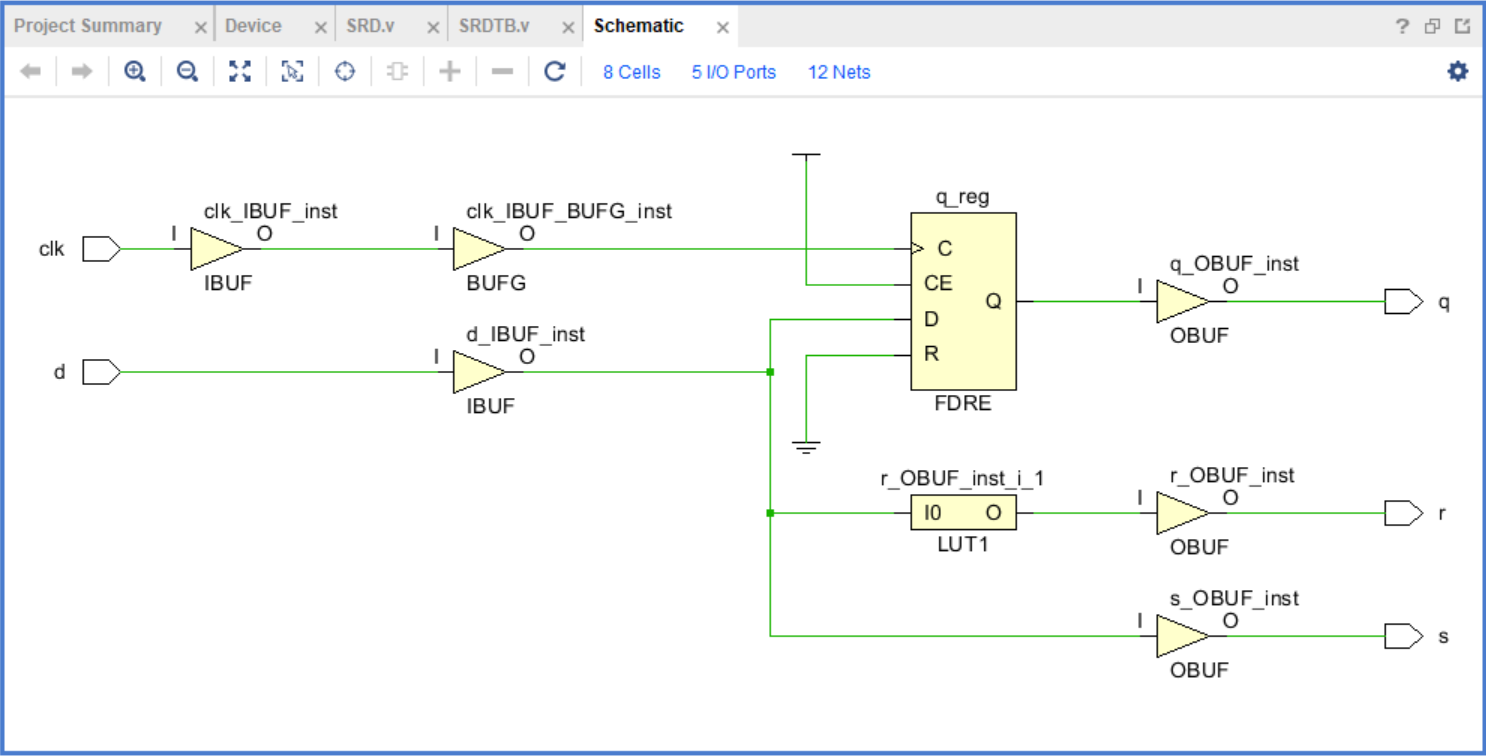 Project Summary × Device × SRD.v × SRDTB.v × Schematic × ?
8 Cells 5 I/O Ports 12 Nets
q_reg
clk_IBUF_inst clk_IBUF_BUFG_inst
I O I O
clk C
IBUF BUFG
q_OBUF_inst
CE
I O
Q q
D
OBUF
d_IBUF_inst
I O
R
d
IBUF FDRE
r_OBUF_inst_i_1 r_OBUF_inst
I O
I0 O r
LUT1 OBUF
s_OBUF_inst
I O
s
OBUF